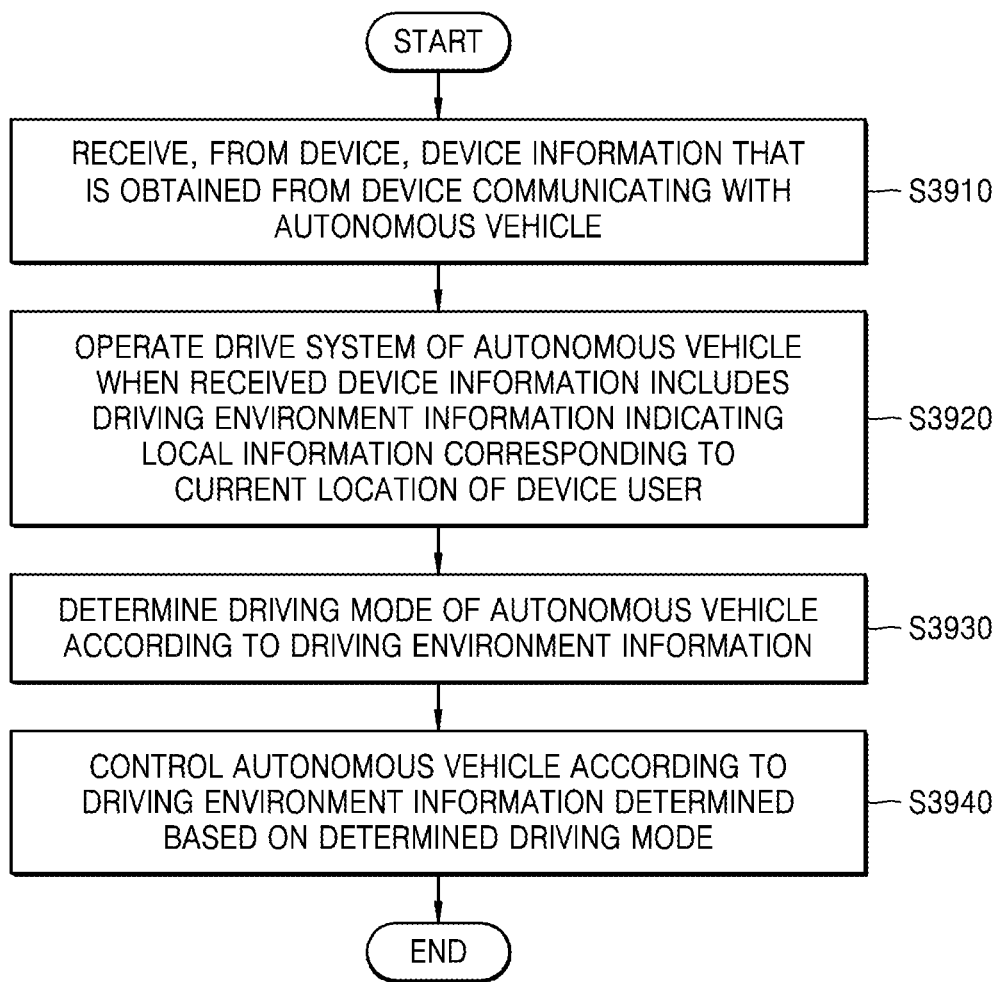 START
RECEIVE, FROM DEVICE, DEVICE INFORMATION THAT
IS OBTAINED FROM DEVICE COMMUNICATING WITH
AUTONOMOUS VEHICLE
S3910
OPERATE DRIVE SYSTEM OF AUTONOMOUS VEHICLE
WHEN RECEIVED DEVICE INFORMATION INCLUDES
DRIVING ENVIRONMENT INFORMATION INDICATING
LOCAL INFORMATION CORRESPONDING TO
CURRENT LOCATION OF DEVICE USER
S3920
DETERMINE DRIVING MODE OF AUTONOMOUS VEHICLE
ACCORDING TO DRIVING ENVIRONMENT INFORMATION
S3930
CONTROL AUTONOMOUS VEHICLE ACCORDING TO
DRIVING ENVIRONMENT INFORMATION DETERMINED
BASED ON DETERMINED DRIVING MODE
S3940
END